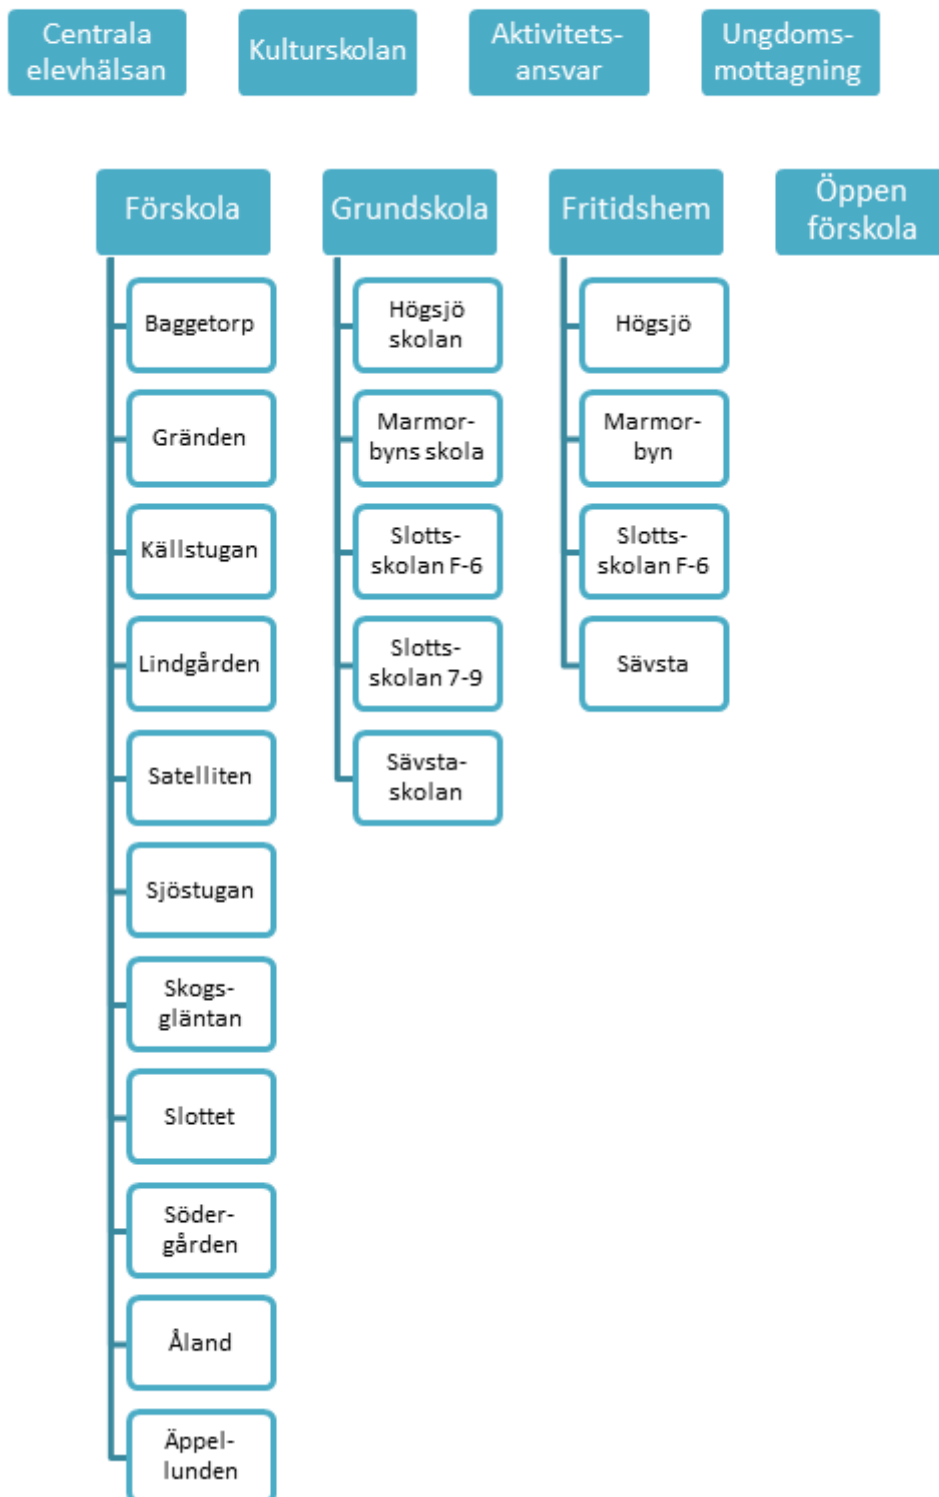 Centrala
elevhälsan
Kulturskolan
Aktivitets-
ansvar
Ungdoms-
mottagning
Förskola
Baggetorp
Gränden
Källstugan
Lindgården
Satelliten
Sjöstugan
Skogs-
gläntan
Slottet
Söder-
gården
Åland
Äppel-
lunden
Grundskola
Högsjö
skolan
Marmor-
byns skola
Slotts-
skolan F-6
Slotts-
skolan 7-9
Sävsta-
skolan
Fritidshem
Högsjö
Marmor-
byn
Slotts-
skolan F-6
Sävsta
Öppen
förskola